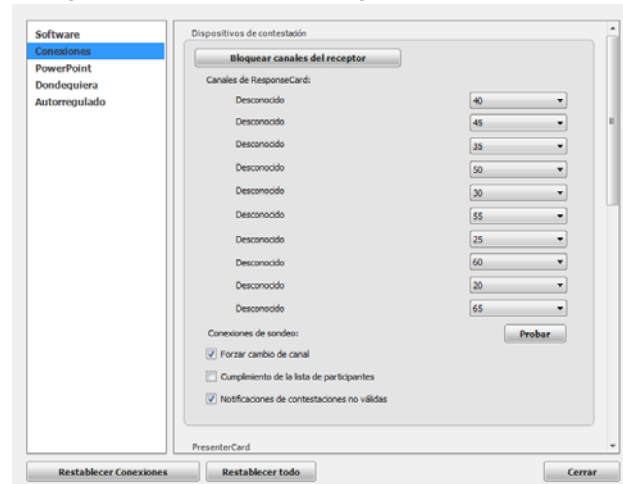 Software
Conexiones
PowerPoint
Dondequiera
Autorregulado
Dispositivos de contestación
Bloquear canales del receptor
Canales de ResponseCard:
Desconocido 40
Desconocido 45
Desconocido 35
Desconocido 50
Desconocido 30
Desconocido 55
Desconocido 25
Desconocido 60
Desconocido 20
Desconocido 65
Conexiones de sondeo: Probar
Forzar cambio de canal
Cumplimiento de la lista de participantes
Notificaciones de contestaciones no válidas
PresenterCard
Restablecer Conexiones Restablecer todo Cerrar